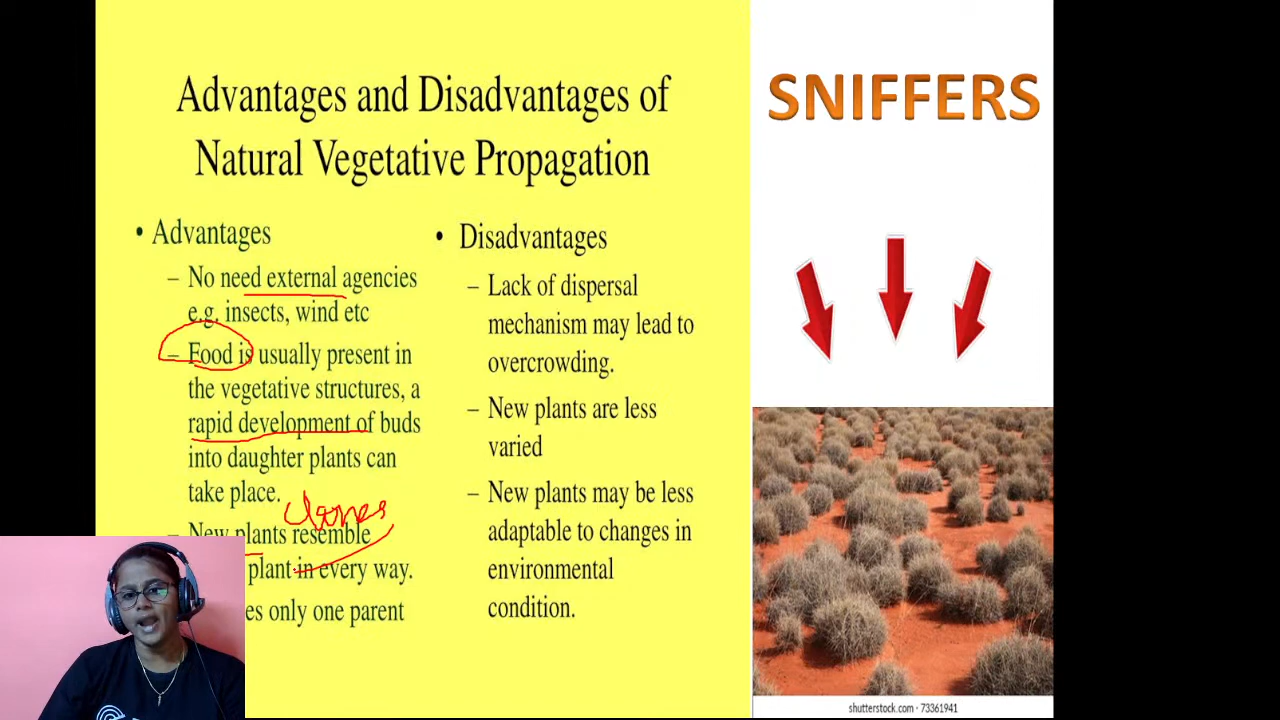 Advantages and Disadvantages of
Natural Vegetative Propagation
• Advantages
– No need external agencies
e.g. insects, wind etc
– Food is usually present in
the vegetative structures, a
rapid development of buds
into daughter plants can
take place.
clones
– New plants resemble
plant in every way.
es only one parent
• Disadvantages
– Lack of dispersal
mechanism may lead to
overcrowding.
– New plants are less
varied
– New plants may be less
adaptable to changes in
environmental
condition.
SNIFFERS
shutterstock.com · 73361941